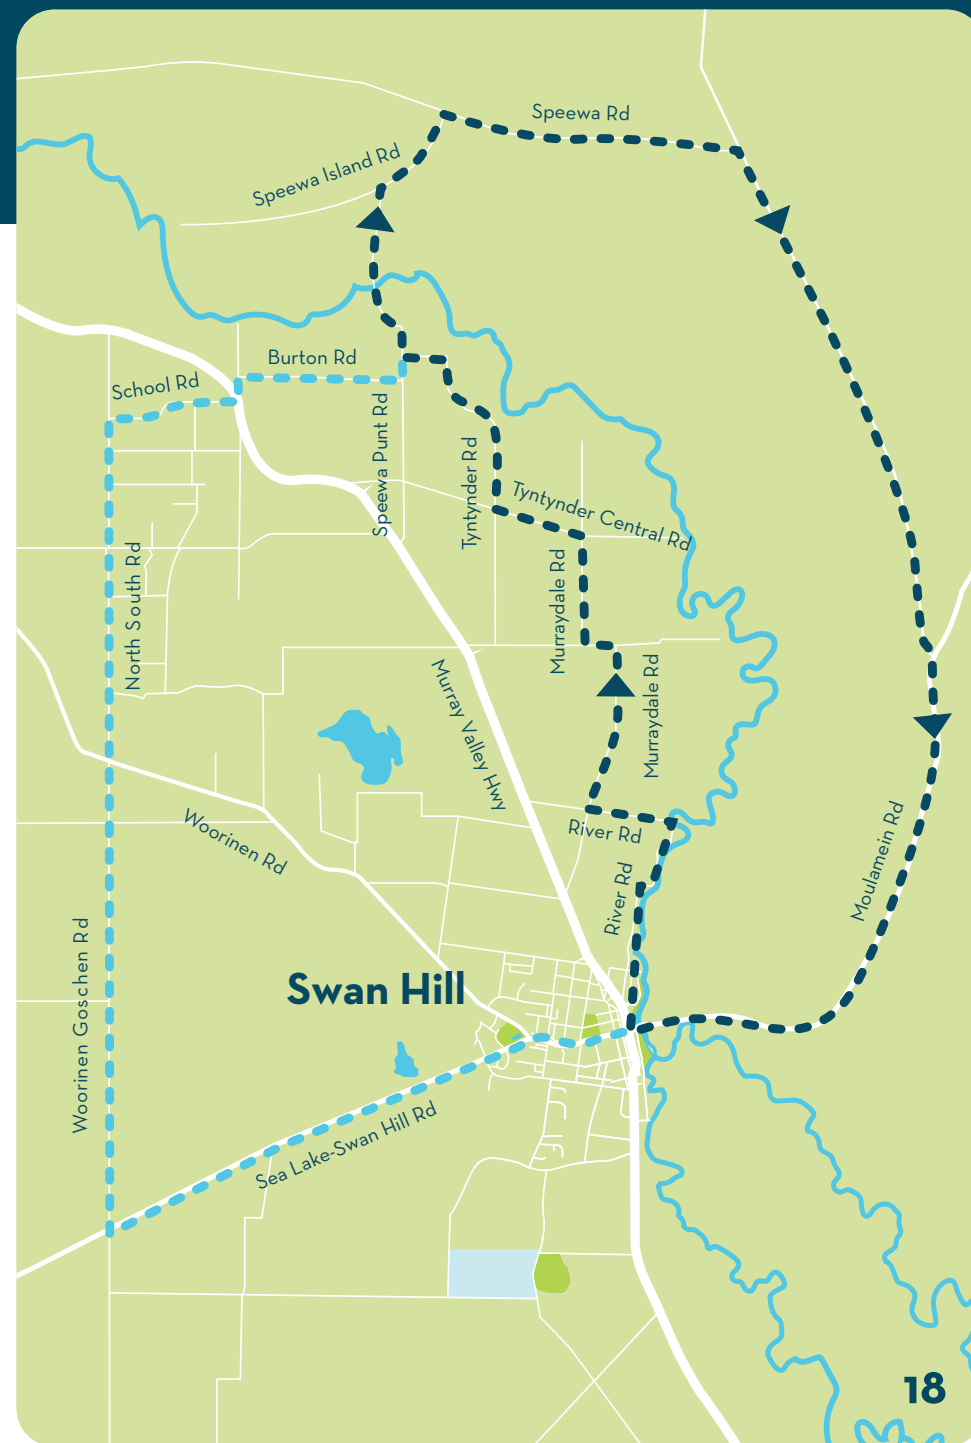 Speewa Rd
Speewa Island Rd
Burton Rd
School Rd
Speewa Punt Rd
Tyntynder Rd
Tyntynder Central Rd
North South Rd
Murraydale Rd
Murraydale Rd
Murray Valley Hwy
River Rd
Woorinen Rd
River Rd
Moulamein Rd
Woorinen Goschen Rd
Swan Hill
Sea Lake-Swan Hill Rd
18